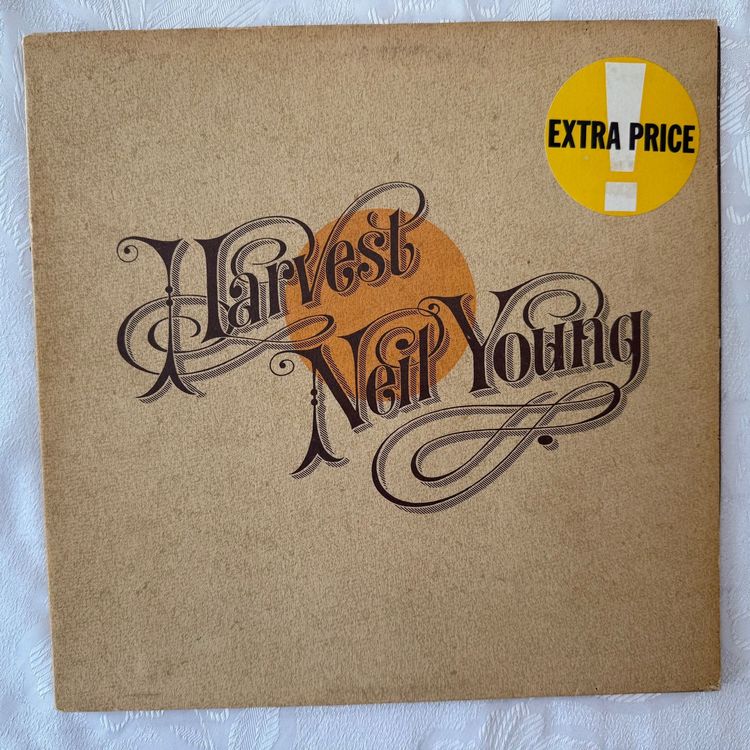 EXTRA PRICE
Harvest
Neil Young